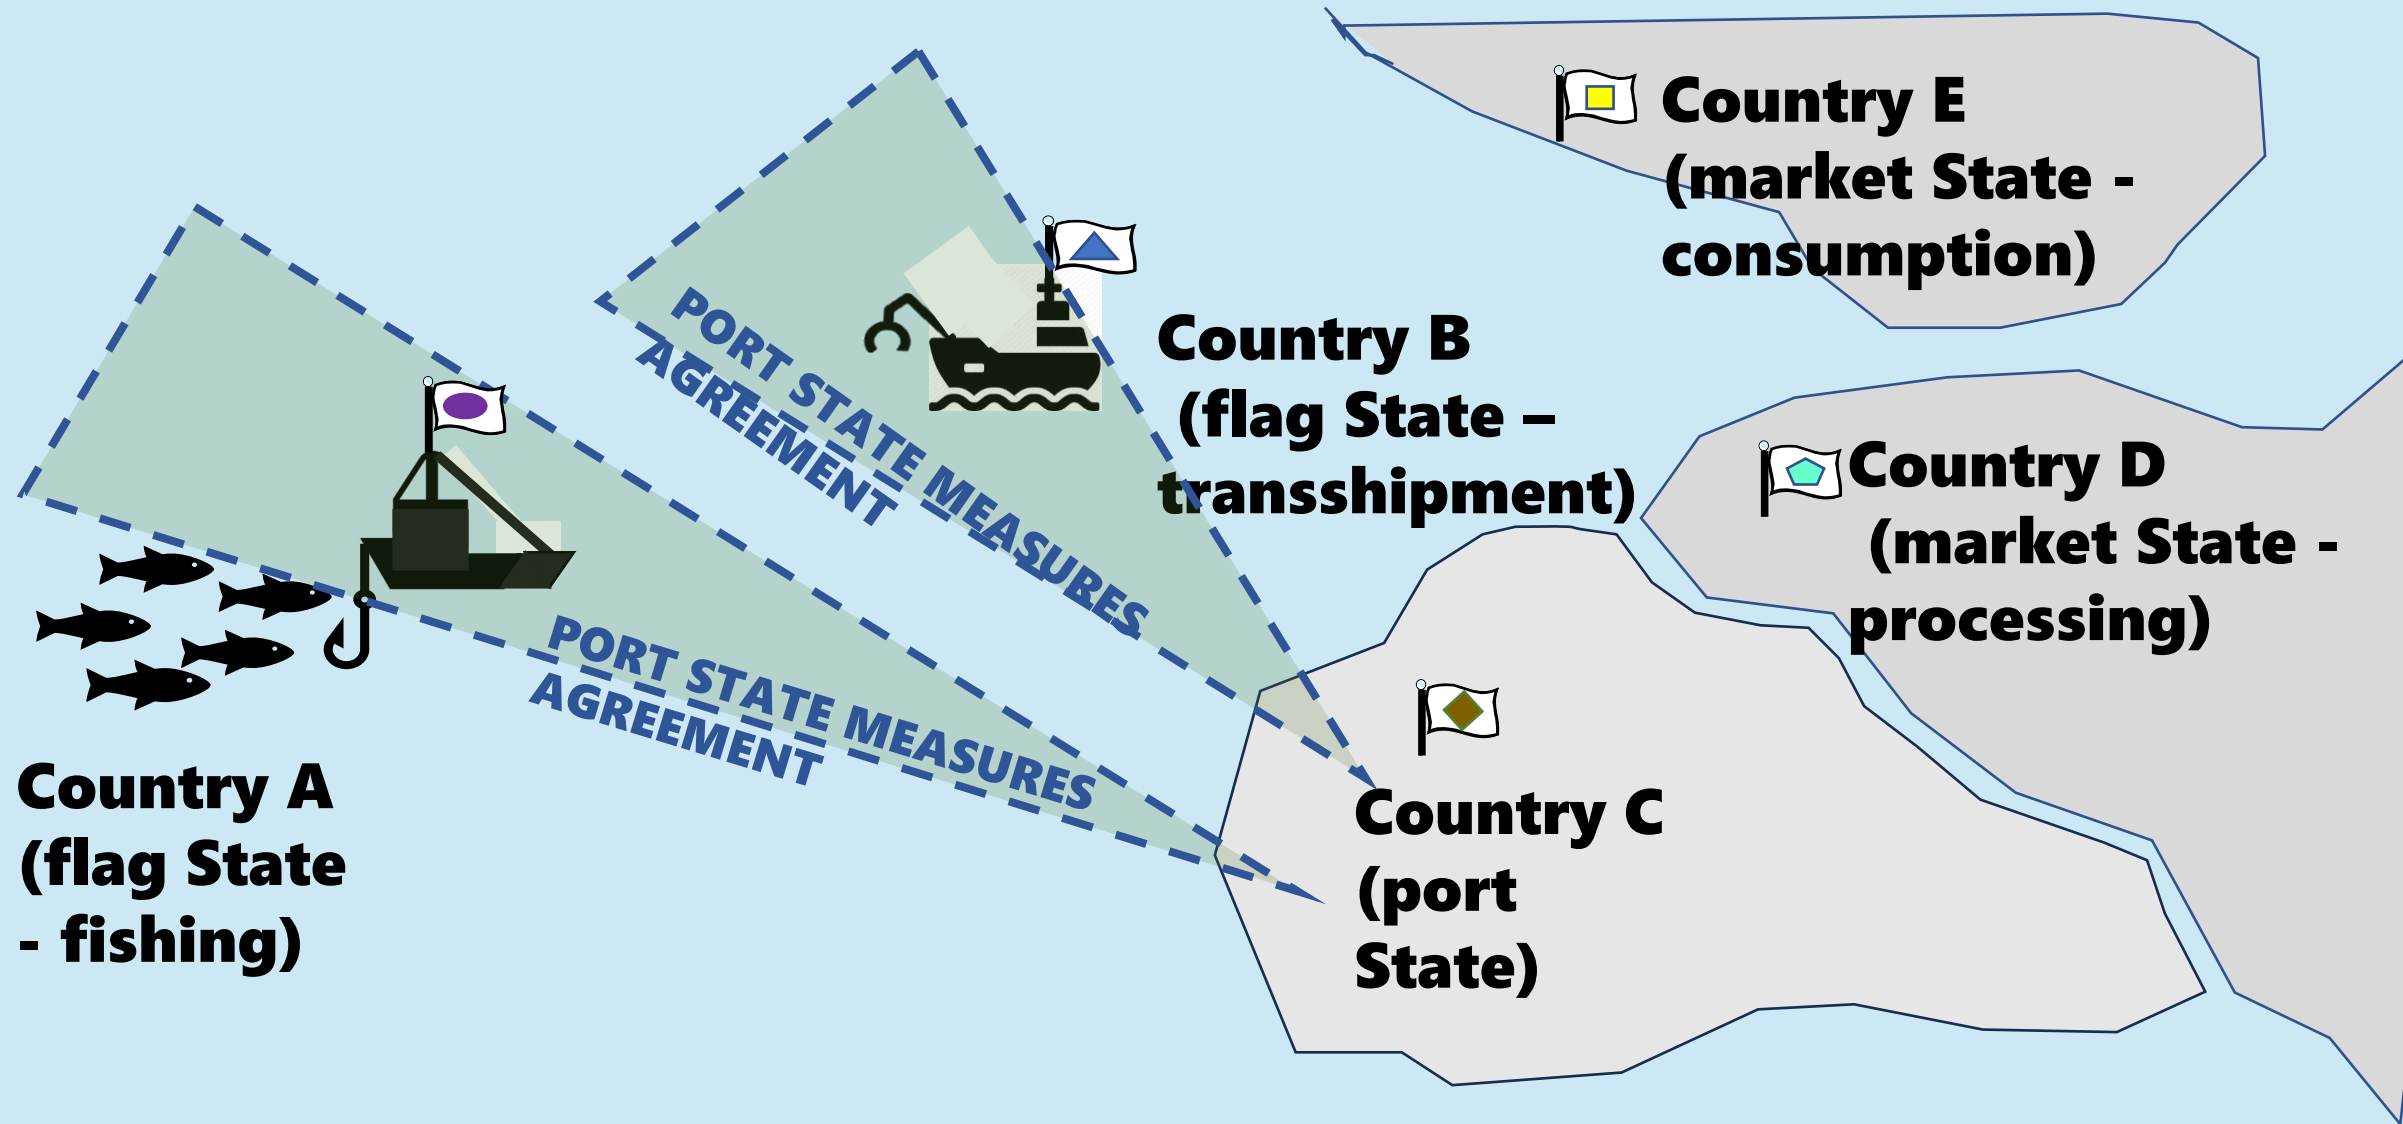 Country E
(market State -
consumption)
PORT STATE MEASURES
AGREEMENT
Country B
(flag State –
transshipment)
Country D
(market State -
processing)
PORT STATE MEASURES
AGREEMENT
Country A
(flag State
- fishing)
Country C
(port
State)